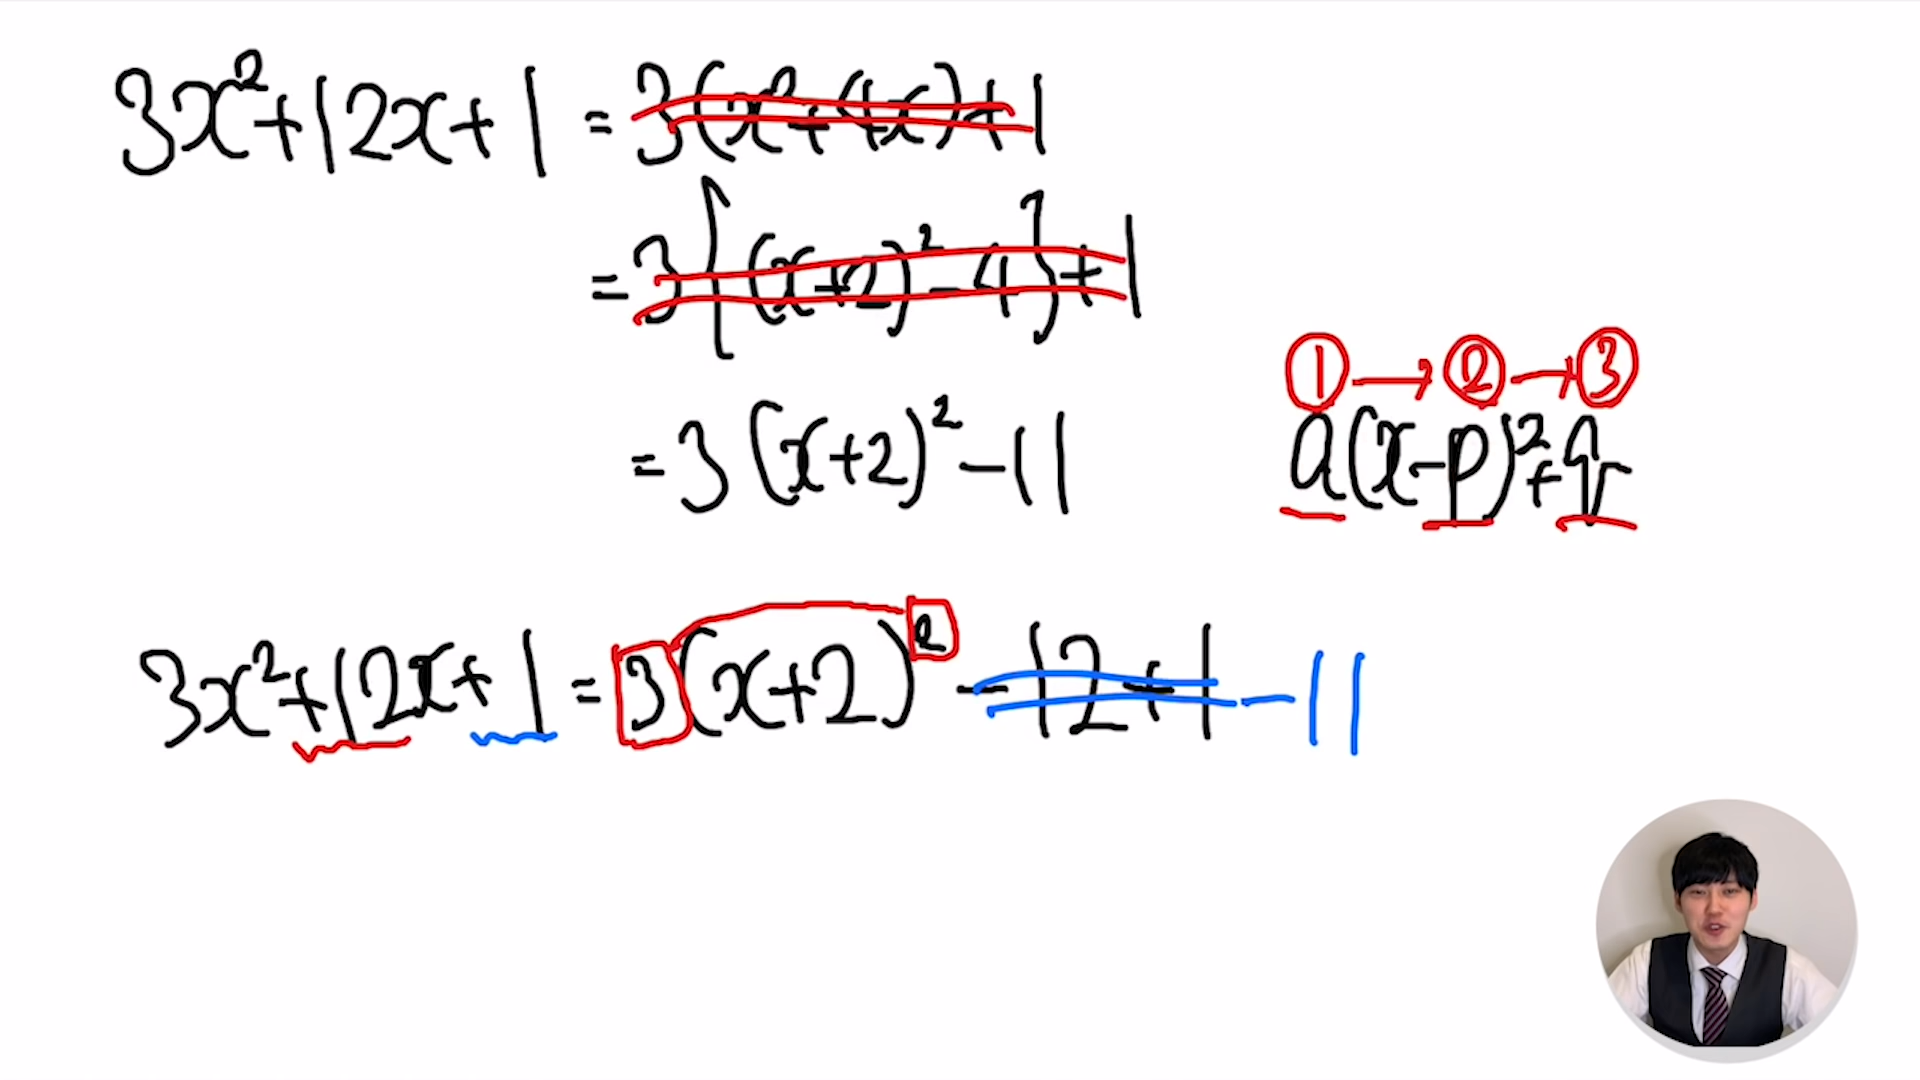 3x²+12x+1 = 3(x²+4x)+1
= 3{(x+2)²-4}+1
= 3(x+2)²-11
① → ② → ③
a(x-p)²+q
3x²+12x+1 = 3(x+2)²-12+1 -11